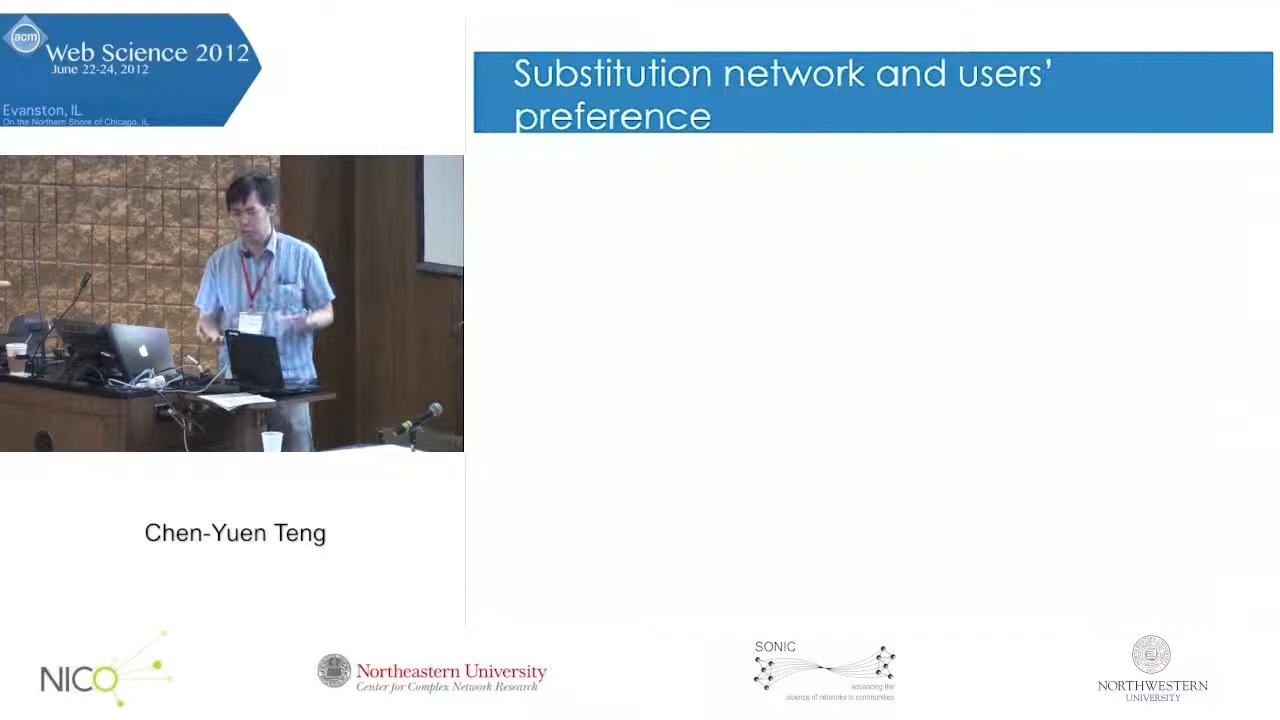 acm
Web Science 2012
June 22-24, 2012
Evanston, IL
On the Northern Shore of Chicago, IL
Substitution network and users'
preference
Chen-Yuen Teng
NICO
Northeastern University
Center for Complex Network Research
SONIC
advancing the
science of networks in communities
NORTHWESTERN
UNIVERSITY